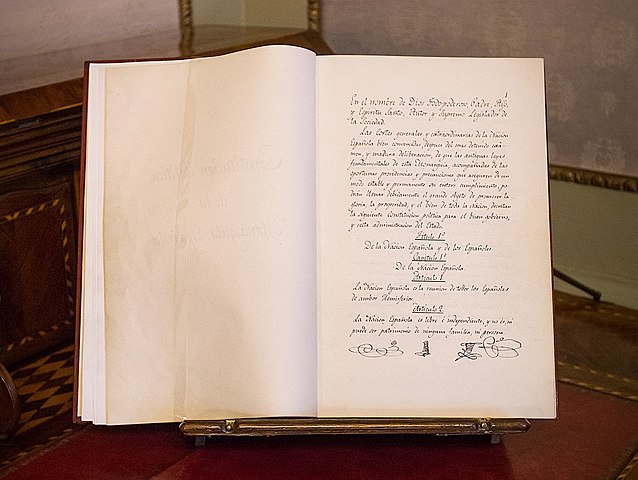 1
En el nombre de Dios Todo-poderoso, Padre, Hijo,
y Espiritu Santo, Autor y Supremo Legislador de
la Sociedad.
Las Cortes generales y extraordinarias de la Nacion
Española bien convencidas, despues del mas detenido exá-
men, y madura deliberacion, de que las antiguas leyes
fundamentales de esta Monarquia, acompañadas de las
oportunas providencias y precauciones, que aseguren de un
modo estable y permanente su entero cumplimiento, po-
dran llenar debidamente el grande objeto de promover la
gloria, la prosperidad, y el bien de toda la Nacion, decretan
la siguiente Constitucion politica para el buen gobierno,
y recta administracion del Estado.
Titulo 1º
De la Nacion Española y de los Españoles.
Capitulo 1º
De la Nacion Española.
Articulo 1
La Nacion Española es la reunion de todos los Españoles
de ambos hemisferios.
Articulo 2
La Nacion Española es libre é independiente, y no es, ni
puede ser patrimonio de ninguna familia, ni persona.